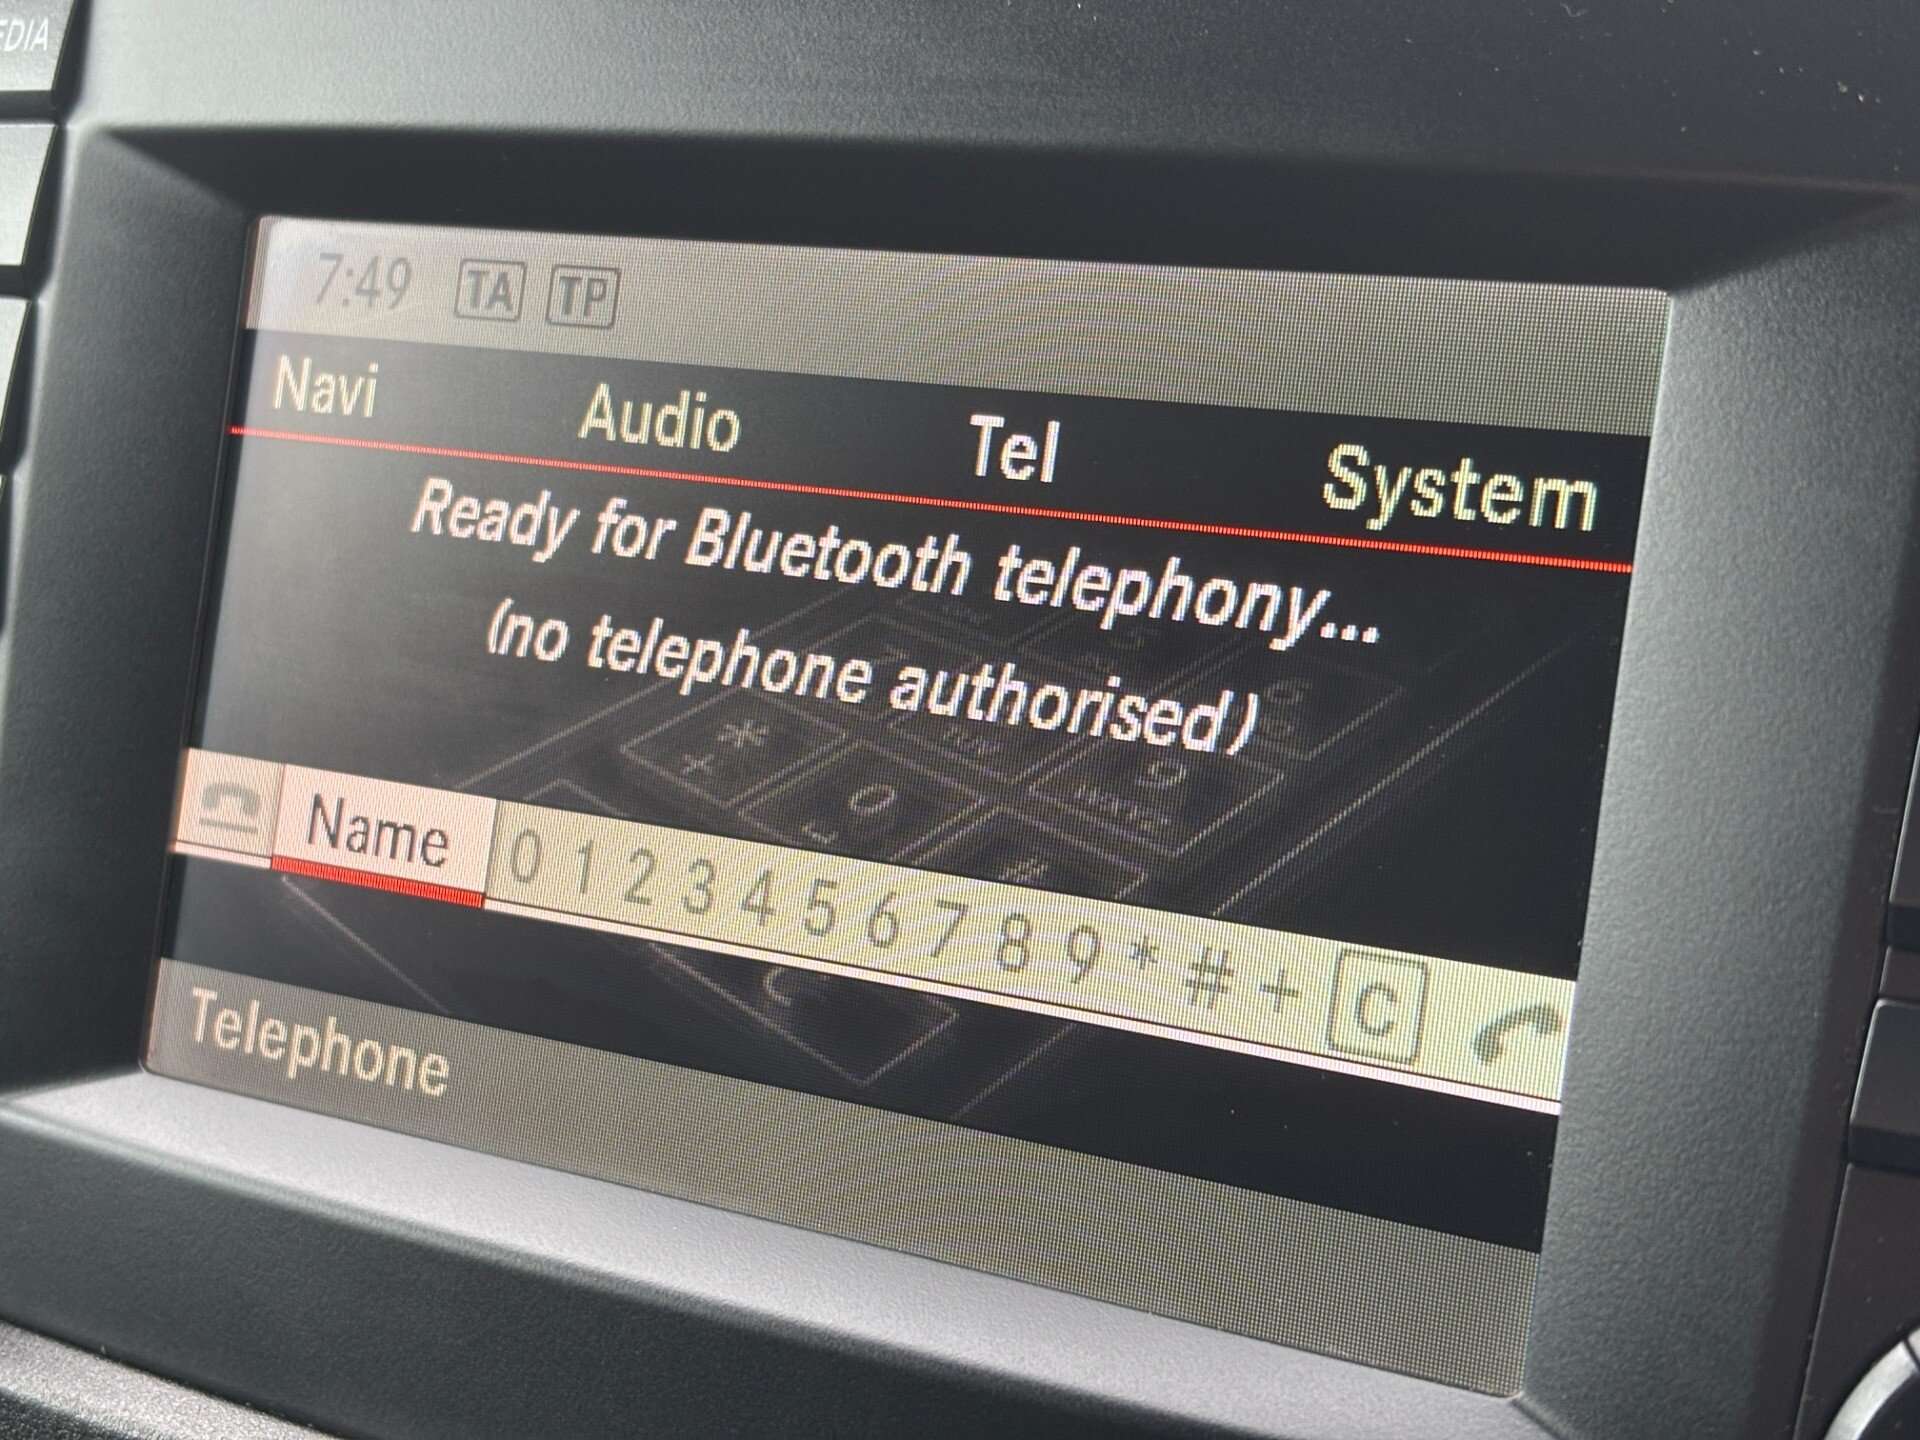 EDIA
7:49 TA TP
Navi Audio Tel System
Ready for Bluetooth telephony...
(no telephone authorised)
Name 0 1 2 3 4 5 6 7 8 9 * # + C
Telephone